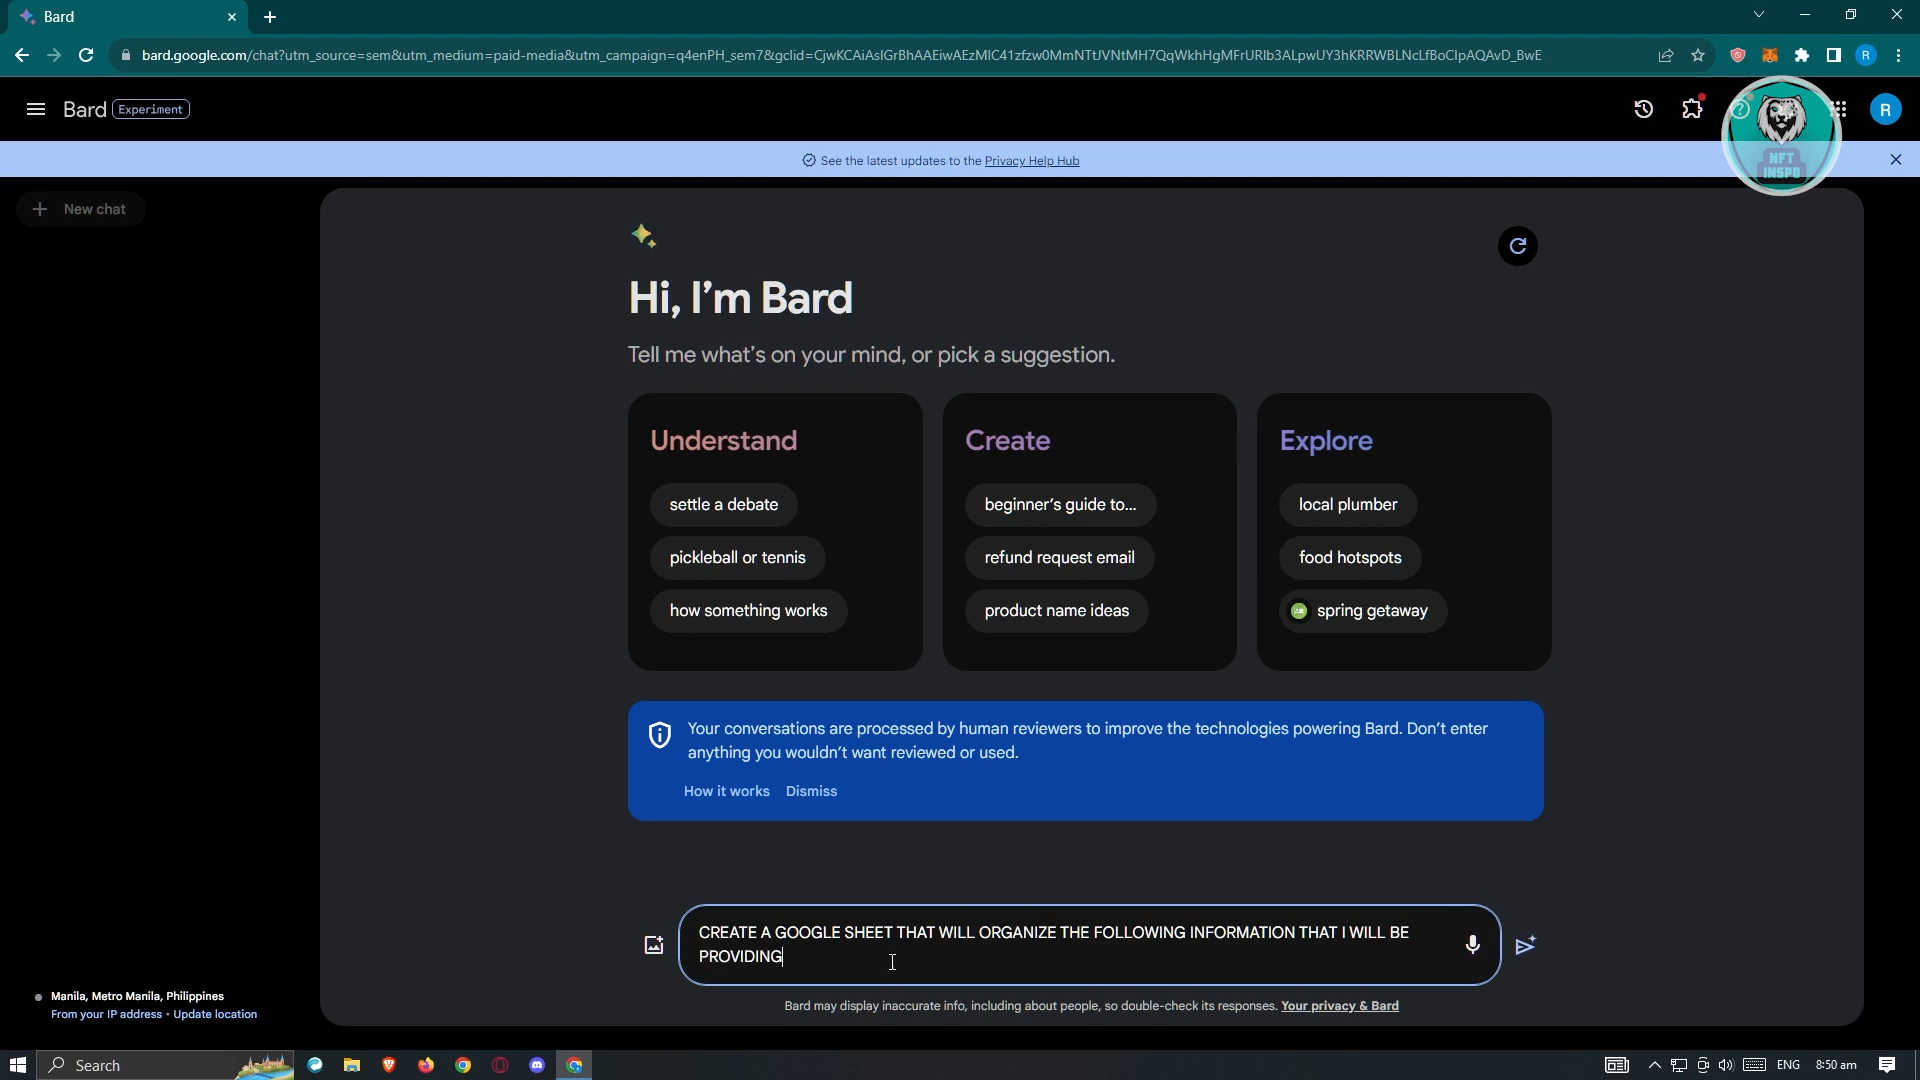 Bard
bard.google.com/chat?utm_source=sem&utm_medium=paid-media&utm_campaign=q4enPH_sem7&gclid=CjwKCAiAsIGrBhAAEiwAEzMlC41zfzw0MmNTtJVNtMH7QqWkhHgMFrURlb3ALpwUY3hKRRWBLNcLfBoClpAQAvD_BwE
R
Bard Experiment
R
NFT
INSPO
See the latest updates to the Privacy Help Hub
New chat
Hi, I'm Bard
Tell me what's on your mind, or pick a suggestion.
Understand
settle a debate
pickleball or tennis
how something works
Create
beginner's guide to...
refund request email
product name ideas
Explore
local plumber
food hotspots
spring getaway
Your conversations are processed by human reviewers to improve the technologies powering Bard. Don't enter
anything you wouldn't want reviewed or used.
How it works Dismiss
CREATE A GOOGLE SHEET THAT WILL ORGANIZE THE FOLLOWING INFORMATION THAT I WILL BE
PROVIDING
Bard may display inaccurate info, including about people, so double-check its responses. Your privacy & Bard
Manila, Metro Manila, Philippines
From your IP address • Update location
Search
ENG 8:50 am